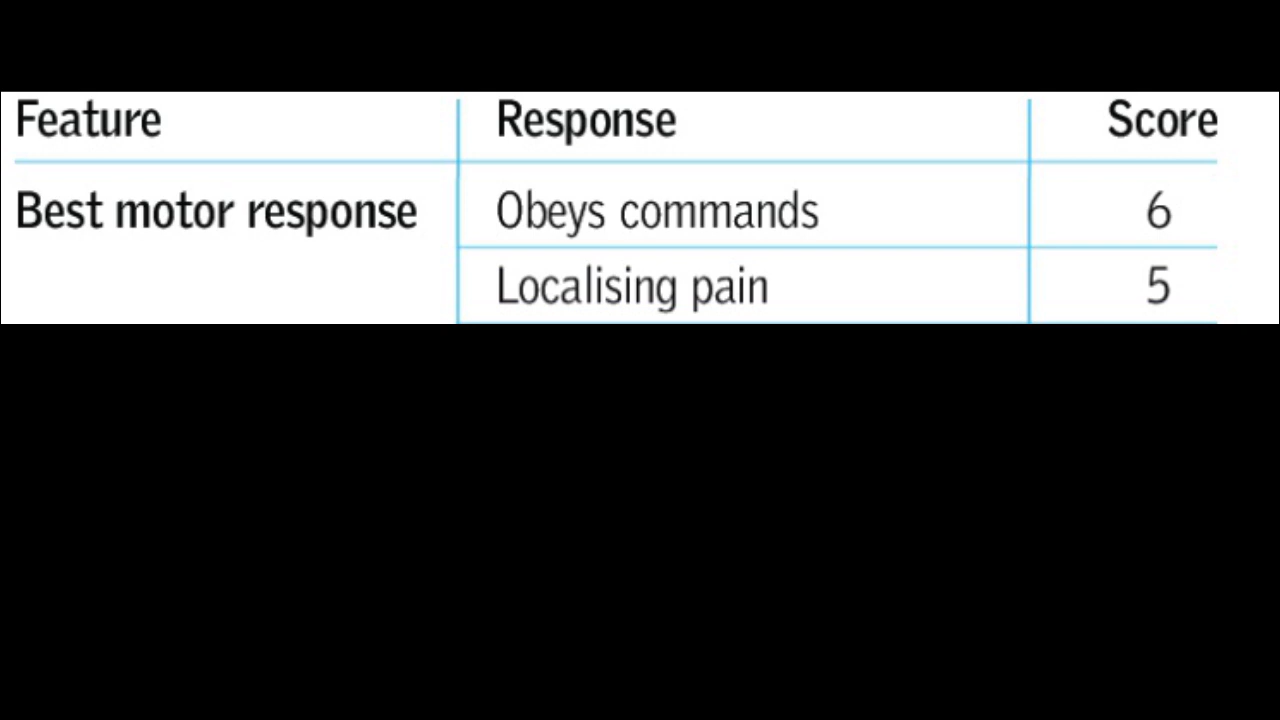 Feature Response Score
Best motor response Obeys commands 6
Localising pain 5